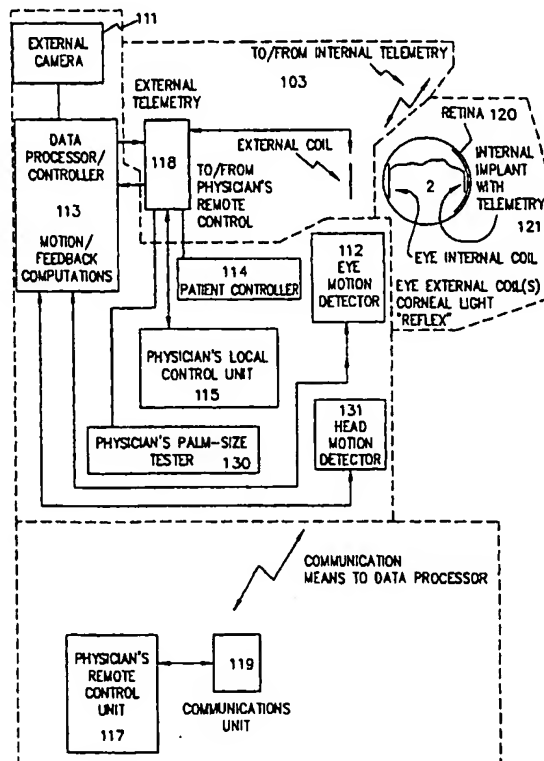 111
EXTERNAL
CAMERA
TO/FROM INTERNAL TELEMETRY
103
EXTERNAL
TELEMETRY
118
EXTERNAL COIL
TO/FROM
PHYSICIAN'S
REMOTE
CONTROL
DATA
PROCESSOR/
CONTROLLER
113
MOTION/
FEEDBACK
COMPUTATIONS
RETINA 120
INTERNAL
IMPLANT
WITH
TELEMETRY
121
2
EYE INTERNAL COIL
EYE EXTERNAL COIL(S)
CORNEAL LIGHT
"REFLEX"
114
PATIENT CONTROLLER
112
EYE
MOTION
DETECTOR
PHYSICIAN'S LOCAL
CONTROL UNIT
115
PHYSICIAN'S PALM-SIZE
TESTER 130
131
HEAD
MOTION
DETECTOR
COMMUNICATION
MEANS TO DATA PROCESSOR
PHYSICIAN'S
REMOTE
CONTROL
UNIT
117
119
COMMUNICATIONS
UNIT